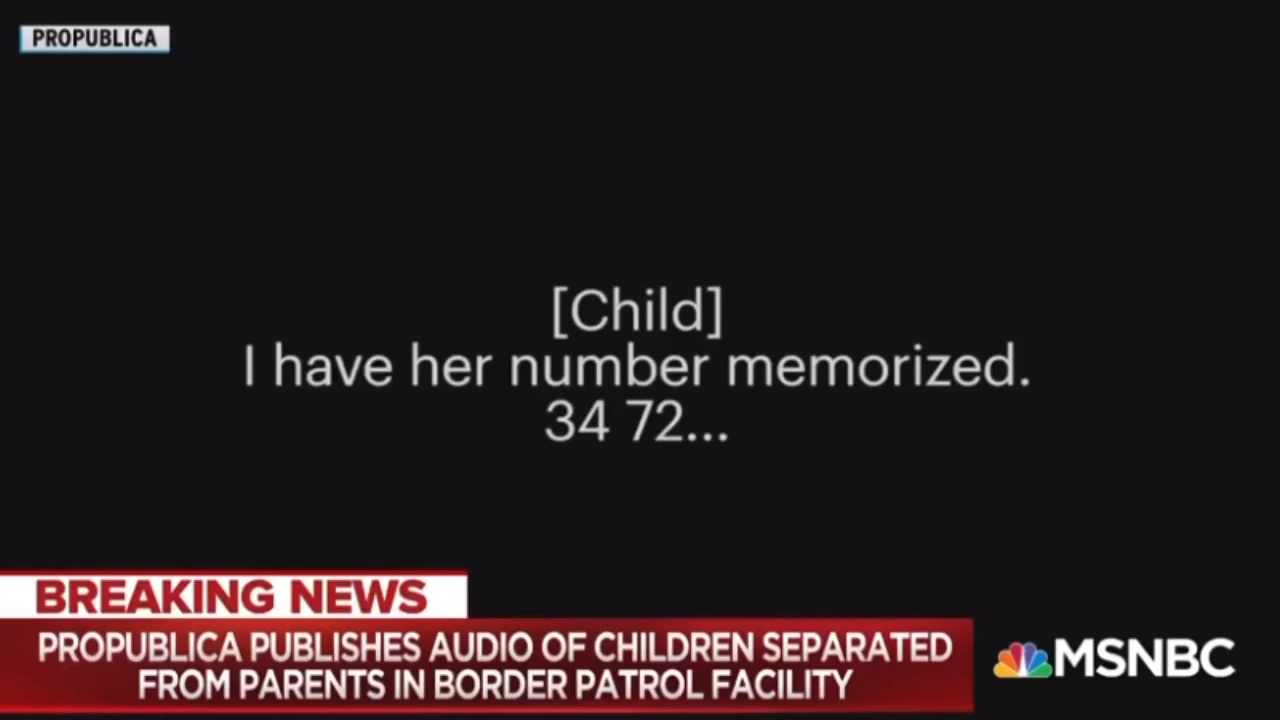 PROPUBLICA
[Child]
I have her number memorized.
34 72...
BREAKING NEWS
PROPUBLICA PUBLISHES AUDIO OF CHILDREN SEPARATED
FROM PARENTS IN BORDER PATROL FACILITY
MSNBC